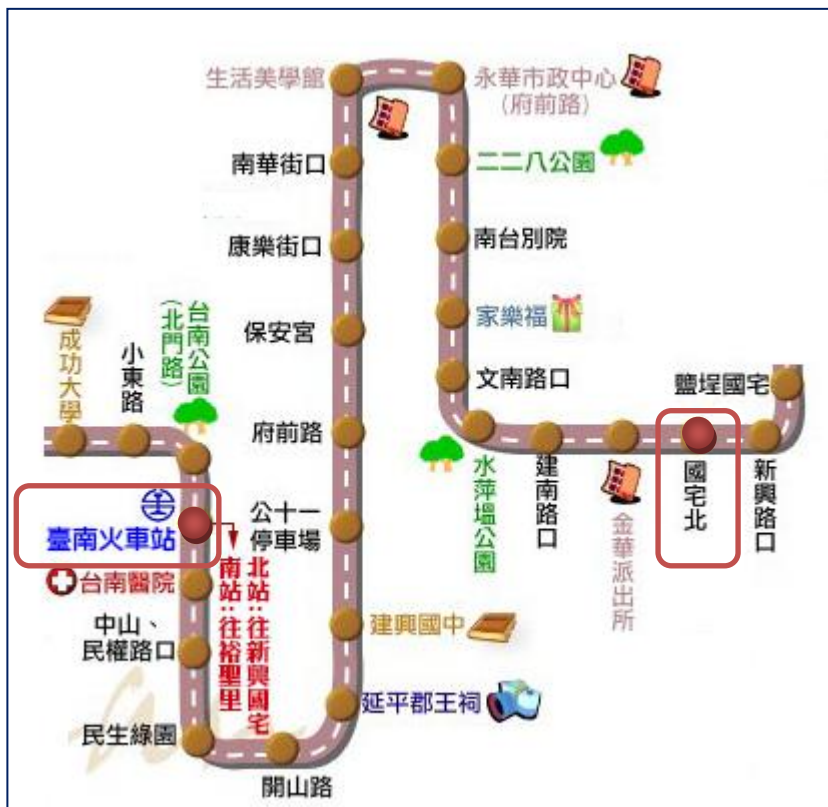 生活美學館
永華市政中心
(府前路)
南華街口
二二八公園
康樂街口
南台別院
保安宮
家樂福
文南路口
鹽埕國宅
府前路
公十一
停車場
建興國中
延平郡王祠
成功大學
小東路
台南公園
(北門路)
臺南火車站
台南醫院
中山、
民權路口
民生綠園
開山路
北站:往新興國宅
南站:往裕聖里
水萍塭公園
建南路口
金華派出所
國宅北
新興路口